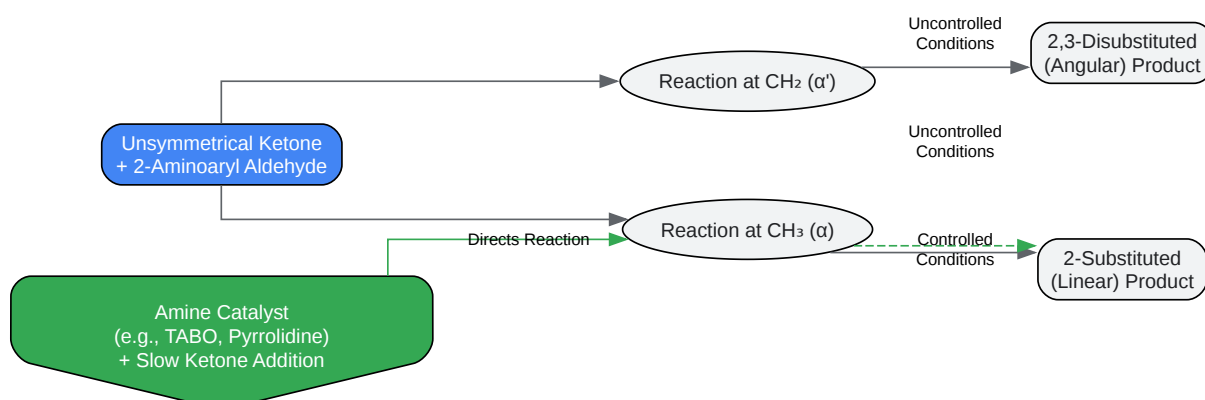 Uncontrolled
Conditions
2,3-Disubstituted
(Angular) Product
Reaction at CH₂ (α')
Unsymmetrical Ketone
+ 2-Aminoaryl Aldehyde
Uncontrolled
Conditions
Reaction at CH₃ (α)
Directs Reaction
Controlled
Conditions
2-Substituted
(Linear) Product
Amine Catalyst
(e.g., TABO, Pyrrolidine)
+ Slow Ketone Addition